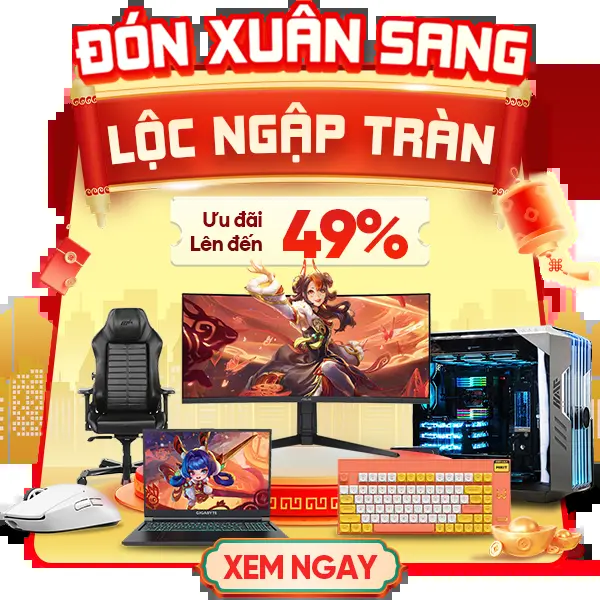 ĐÓN XUÂN SANG
LỘC NGẬP TRÀN
Ưu đãi
Lên đến
49%
GIGABYTE
XEM NGAY